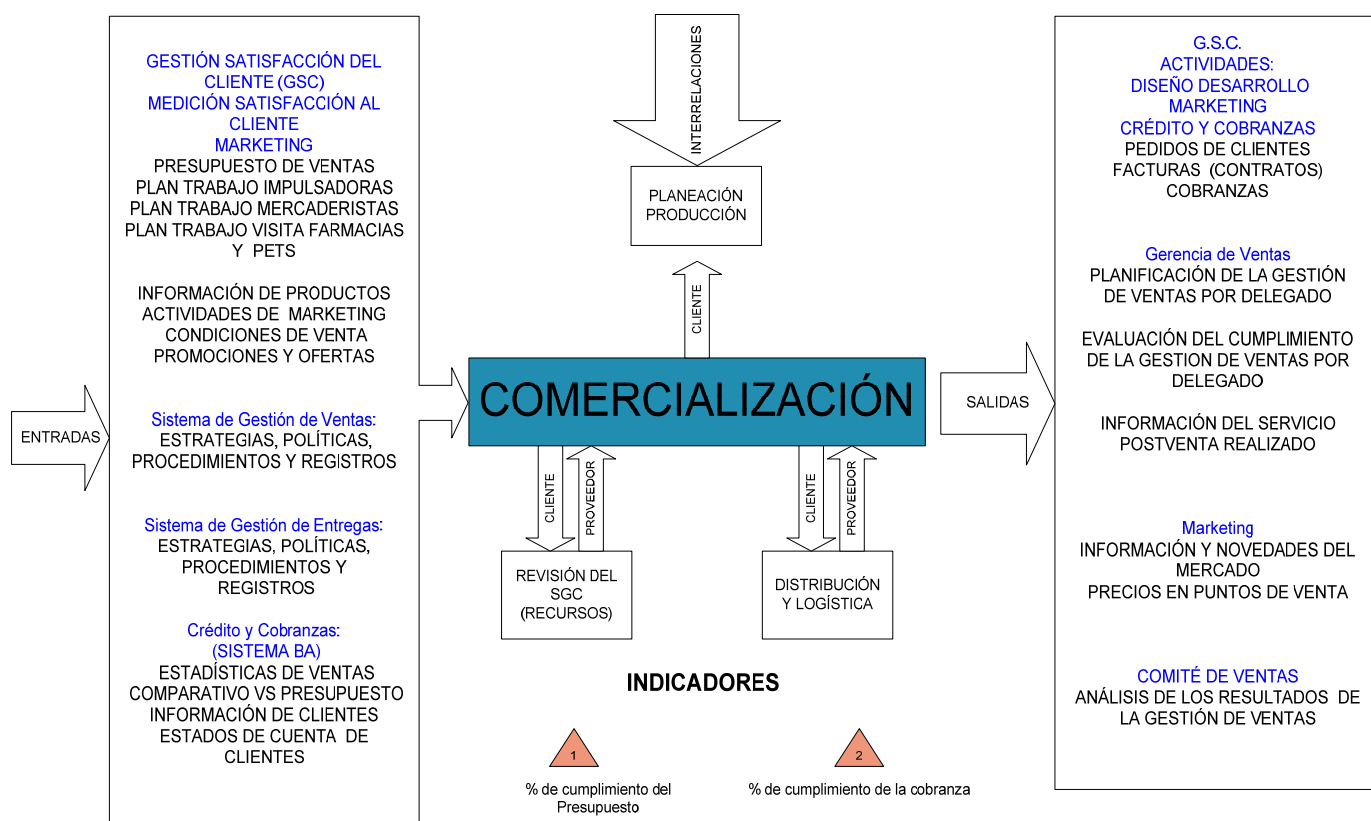 ENTRADAS
GESTIÓN SATISFACCIÓN DEL
CLIENTE (GSC)
MEDICIÓN SATISFACCIÓN AL
CLIENTE
MARKETING
PRESUPUESTO DE VENTAS
PLAN TRABAJO IMPULSADORAS
PLAN TRABAJO MERCADERISTAS
PLAN TRABAJO VISITA FARMACIAS
Y PETS
INFORMACIÓN DE PRODUCTOS
ACTIVIDADES DE MARKETING
CONDICIONES DE VENTA
PROMOCIONES Y OFERTAS
Sistema de Gestión de Ventas:
ESTRATEGIAS, POLÍTICAS,
PROCEDIMIENTOS Y REGISTROS
Sistema de Gestión de Entregas:
ESTRATEGIAS, POLÍTICAS,
PROCEDIMIENTOS Y
REGISTROS
Crédito y Cobranzas:
(SISTEMA BA)
ESTADÍSTICAS DE VENTAS
COMPARATIVO VS PRESUPUESTO
INFORMACIÓN DE CLIENTES
ESTADOS DE CUENTA DE
CLIENTES
INTERRELACIONES
PLANEACIÓN
PRODUCCIÓN
CLIENTE
COMERCIALIZACIÓN
CLIENTE
PROVEEDOR
CLIENTE
PROVEEDOR
REVISIÓN DEL
SGC
(RECURSOS)
DISTRIBUCIÓN
Y LOGÍSTICA
INDICADORES
1
% de cumplimiento del
Presupuesto
2
% de cumplimiento de la cobranza
SALIDAS
G.S.C.
ACTIVIDADES:
DISEÑO DESARROLLO
MARKETING
CRÉDITO Y COBRANZAS
PEDIDOS DE CLIENTES
FACTURAS (CONTRATOS)
COBRANZAS
Gerencia de Ventas
PLANIFICACIÓN DE LA GESTIÓN
DE VENTAS POR DELEGADO
EVALUACIÓN DEL CUMPLIMIENTO
DE LA GESTION DE VENTAS POR
DELEGADO
INFORMACIÓN DEL SERVICIO
POSTVENTA REALIZADO
Marketing
INFORMACIÓN Y NOVEDADES DEL
MERCADO
PRECIOS EN PUNTOS DE VENTA
COMITÉ DE VENTAS
ANÁLISIS DE LOS RESULTADOS DE
LA GESTIÓN DE VENTAS